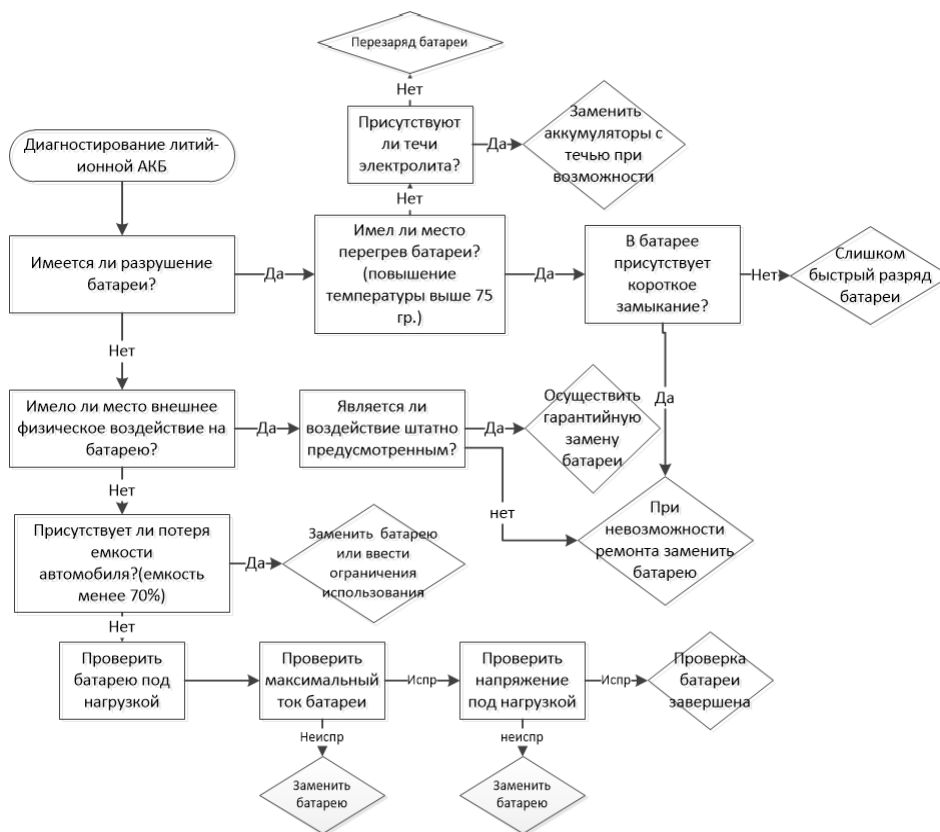 Перезаряд батареи
Нет
Присутствуют
ли течи
электролита?
Да
Заменить
аккумуляторы с
течью при
возможности
Диагностирование литий-
ионной АКБ
Нет
Имеется ли разрушение
батареи?
Да
Имел ли место
перегрев батареи?
(повышение
температуры выше 75
гр.)
Да
В батарее
присутствует
короткое
замыкание?
Нет
Слишком
быстрый разряд
батареи
Нет
Да
Имело ли место внешнее
физическое воздействие на
батарею?
Да
Является ли
воздействие штатно
предусмотренным?
Да
Осуществить
гарантийную
замену
батареи
Нет
нет
При
невозможности
ремонта заменить
батарею
Присутствует ли потеря
емкости
автомобиля?(емкость
менее 70%)
Да
Заменить батарею
или ввести
ограничения
использования
Нет
Проверить
батарею под
нагрузкой
Проверить
максимальный
ток батареи
Испр
Проверить
напряжение
под нагрузкой
Испр
Проверка
батареи
завершена
Неиспр
неиспр
Заменить
батарею
Заменить
батарею